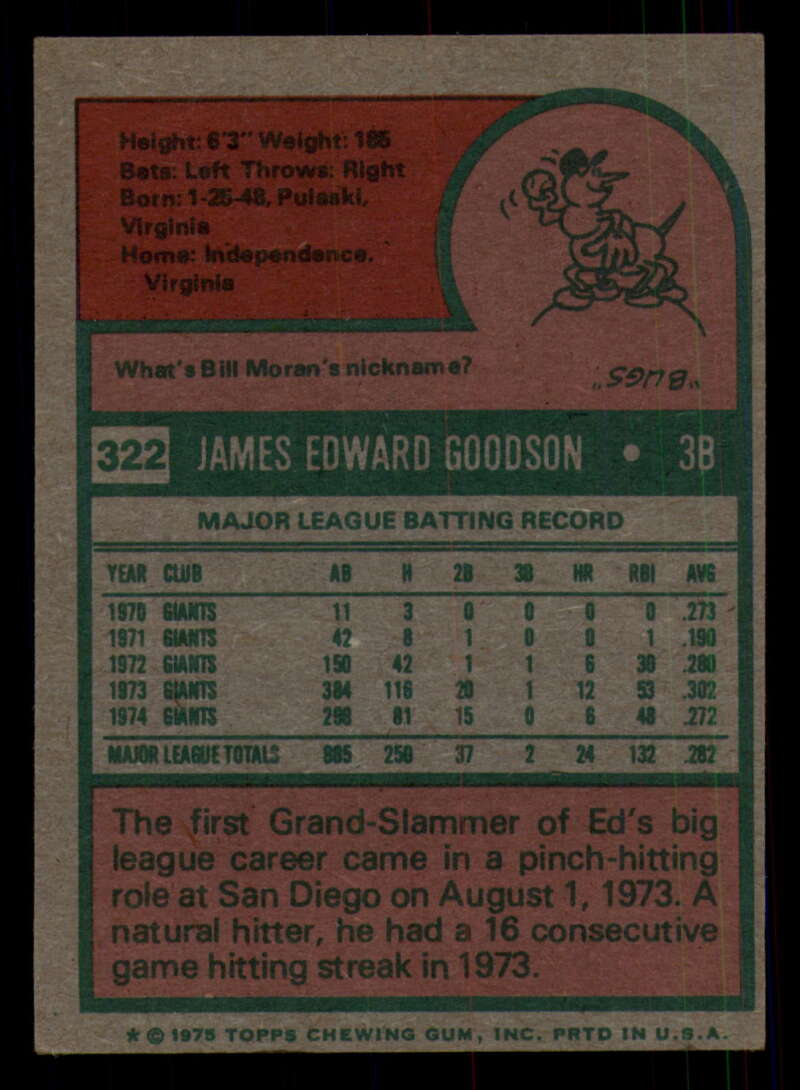 Height: 6'3" Weight: 185
Bats: Left Throws: Right
Born: 1-25-48, Pulaski,
Virginia
Home: Independence,
Virginia
What's Bill Moran's nickname?
"BUGS"
322 JAMES EDWARD GOODSON • 3B
MAJOR LEAGUE BATTING RECORD
YEAR CLUB AB H 2B 3B HR RBI AVG
1970 GIANTS 11 3 0 0 0 0 .273
1971 GIANTS 42 8 1 0 0 1 .190
1972 GIANTS 150 42 1 1 6 30 .280
1973 GIANTS 384 116 20 1 12 53 .302
1974 GIANTS 298 81 15 0 6 48 .272
MAJOR LEAGUE TOTALS 885 250 37 2 24 132 .282
The first Grand-Slammer of Ed's big
league career came in a pinch-hitting
role at San Diego on August 1, 1973. A
natural hitter, he had a 16 consecutive
game hitting streak in 1973.
* © 1975 TOPPS CHEWING GUM, INC. PRTD IN U.S.A.